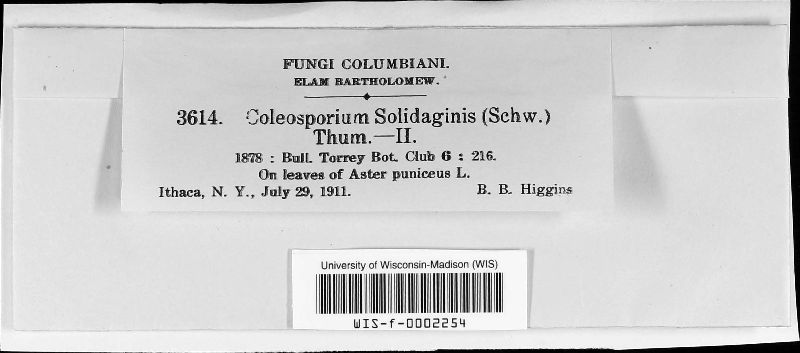 FUNGI COLUMBIANI.
ELAM BARTHOLOMEW.
3614. Coleosporium Solidaginis (Schw.)
Thum.—II.
1878 : Bull. Torrey Bot. Club 6 : 216.
On leaves of Aster puniceus L.
Ithaca, N. Y., July 29, 1911. B. B. Higgins
University of Wisconsin-Madison (WIS)
WIS-f-0002254